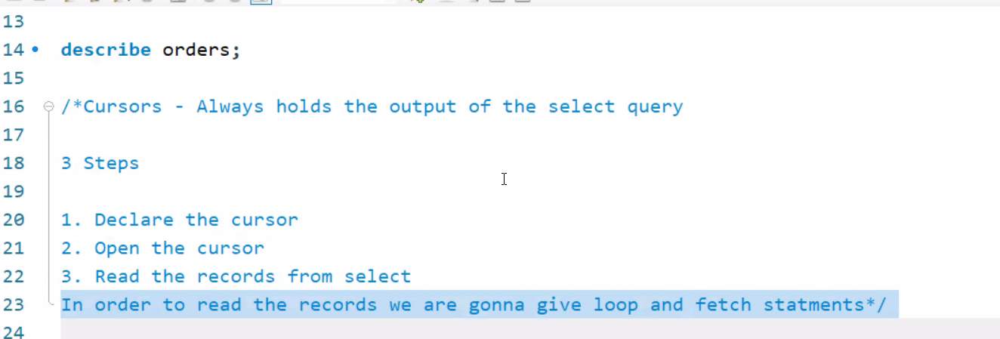 13
14 describe orders;
15
16 /*Cursors - Always holds the output of the select query
17
18 3 Steps
19
20 1. Declare the cursor
21 2. Open the cursor
22 3. Read the records from select
23 In order to read the records we are gonna give loop and fetch statments*/
24